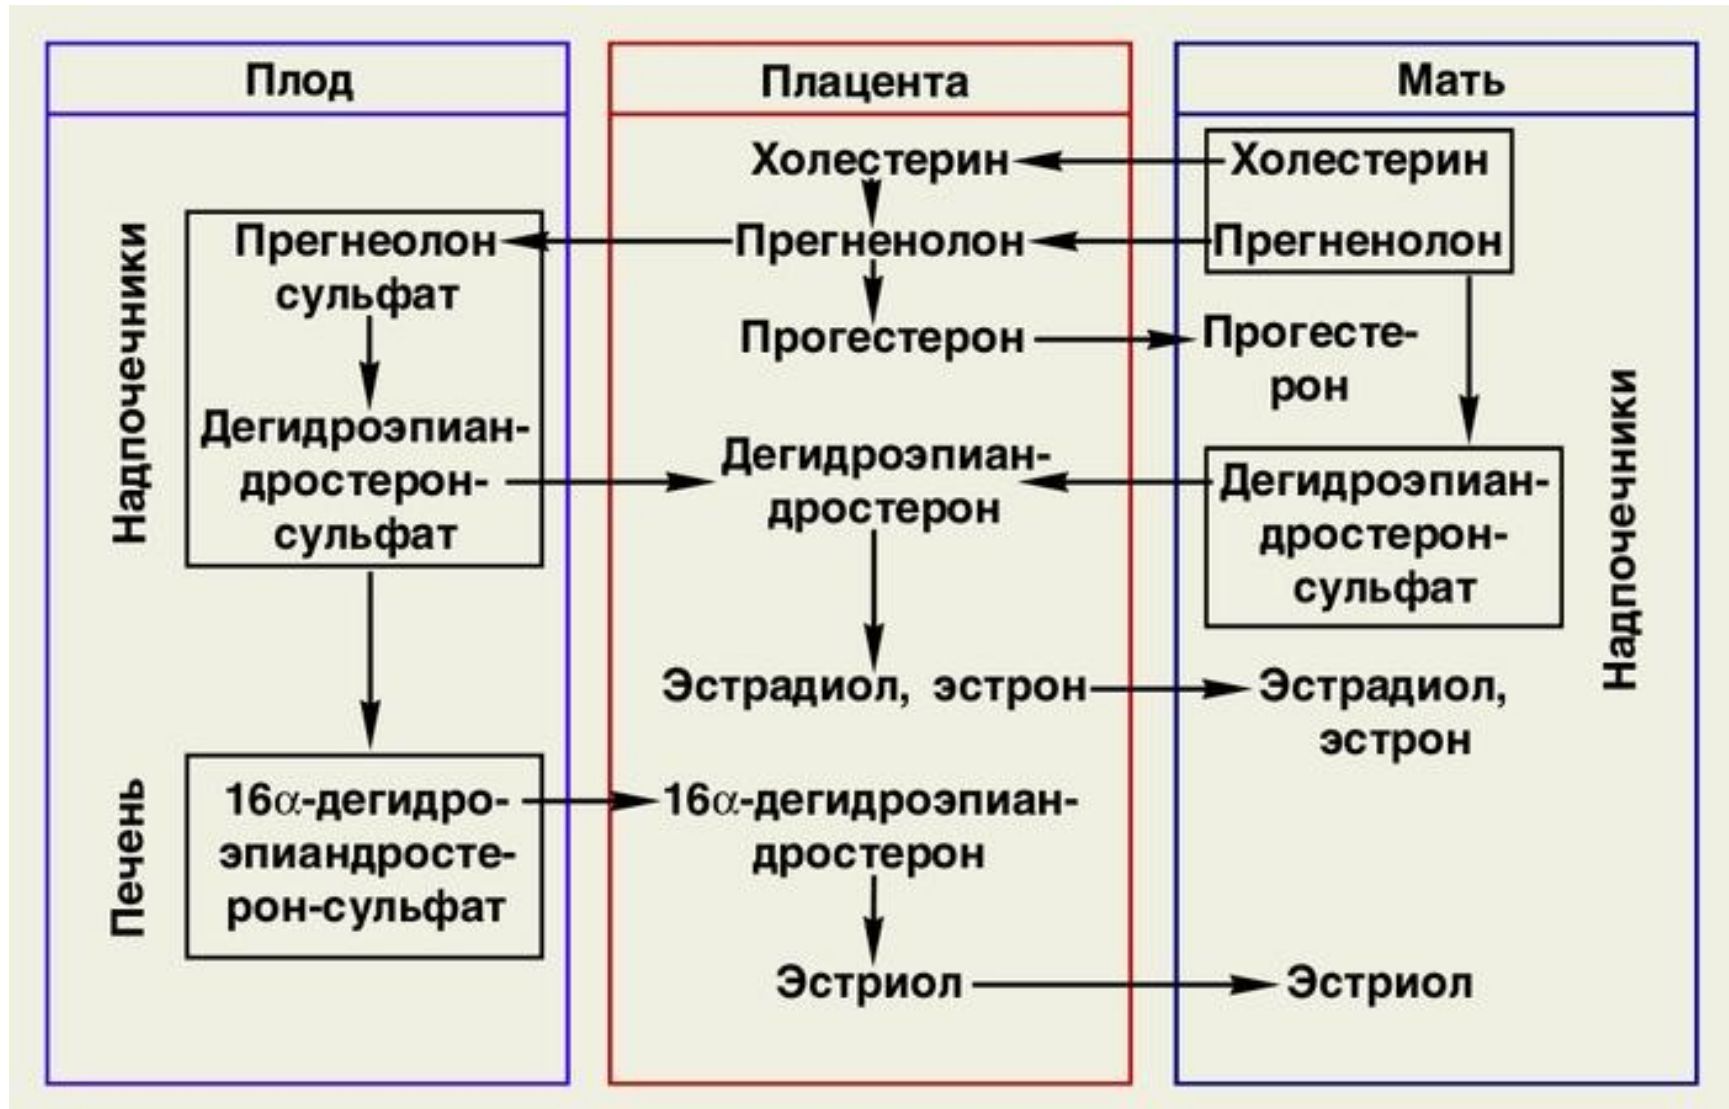 Плод
Надпочечники
Прегнеолон
сульфат
Дегидроэпиан-
дростерон-
сульфат
Печень
16α-дегидро-
эпиандросте-
рон-сульфат
Плацента
Холестерин
Прегненолон
Прогестерон
Дегидроэпиан-
дростерон
Эстрадиол, эстрон
16α-дегидроэпиан-
дростерон
Эстриол
Мать
Холестерин
Прегненолон
Прогесте-
рон
Дегидроэпиан-
дростерон-
сульфат
Надпочечники
Эстрадиол,
эстрон
Эстриол